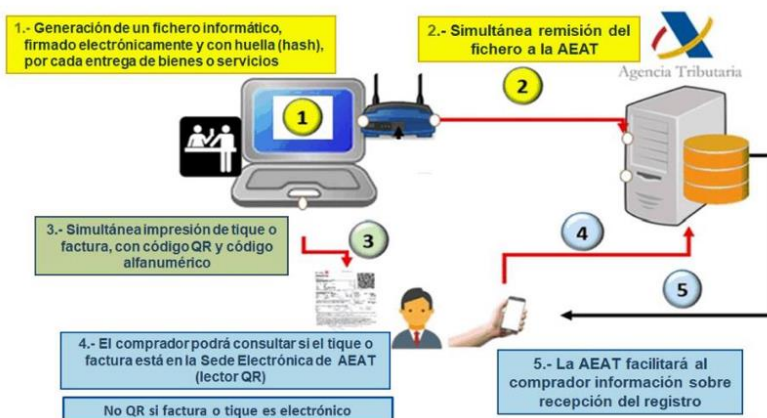 1.- Generación de un fichero informático,
firmado electrónicamente y con huella (hash),
por cada entrega de bienes o servicios
2.- Simultánea remisión del
fichero a la AEAT
Agencia Tributaria
1
2
3.- Simultánea impresión de tique o
factura, con código QR y código
alfanumérico
3
4
5
4.- El comprador podrá consultar si el tique o
factura está en la Sede Electrónica de AEAT
(lector QR)
No QR si factura o tique es electrónico
5.- La AEAT facilitará al
comprador información sobre
recepción del registro